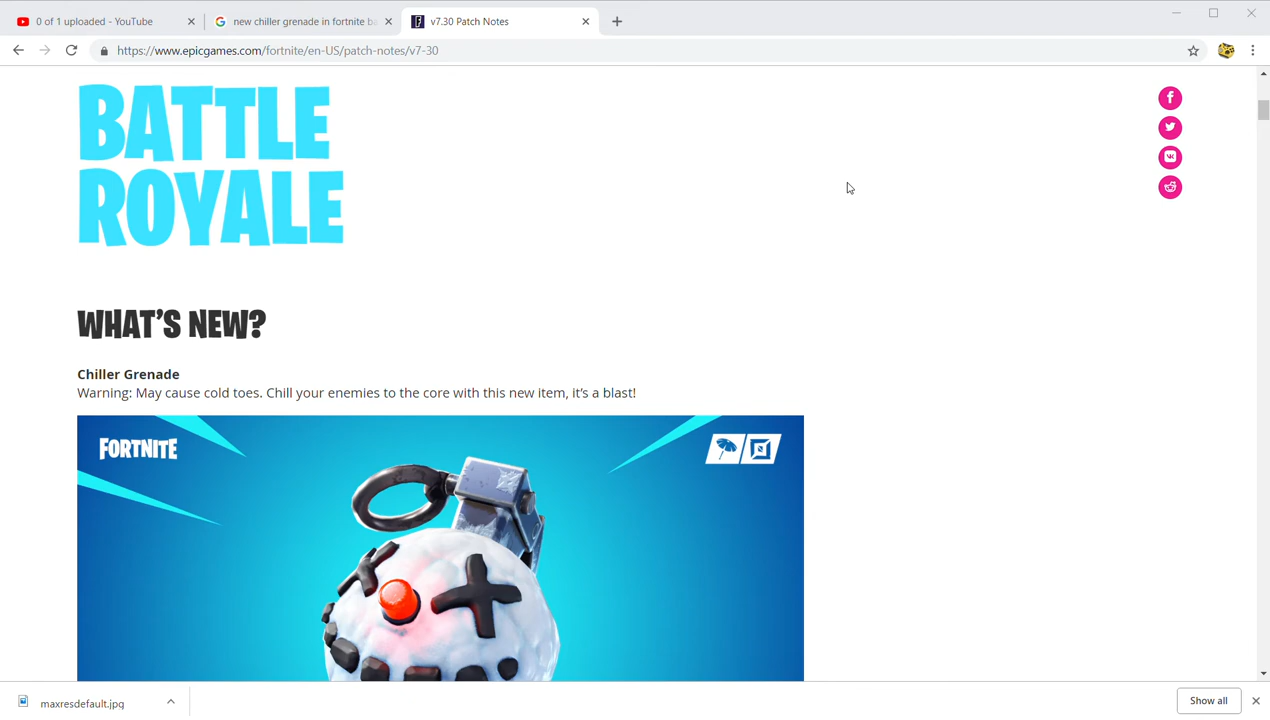 0 of 1 uploaded - YouTube
new chiller grenade in fortnite ba
v7.30 Patch Notes
https://www.epicgames.com/fortnite/en-US/patch-notes/v7-30
BATTLE
ROYALE
WHAT'S NEW?
Chiller Grenade
Warning: May cause cold toes. Chill your enemies to the core with this new item, it’s a blast!
FORTNITE
maxresdefault.jpg
Show all